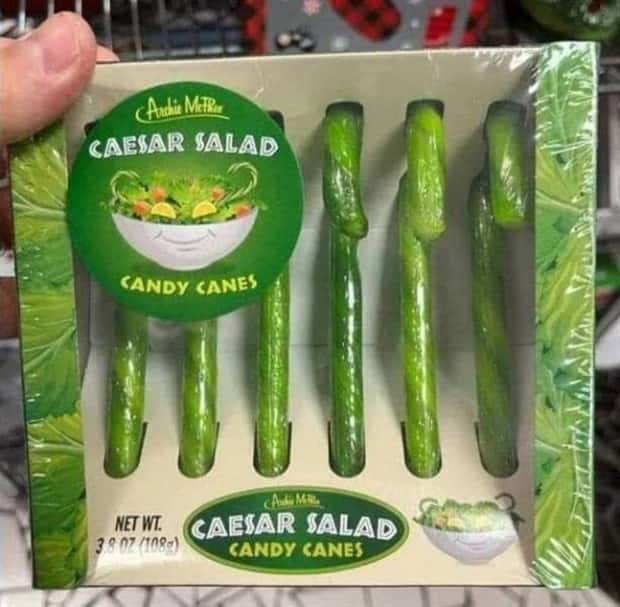 Archie McPhee
CAESAR SALAD
CANDY CANES
Archie McPhee
CAESAR SALAD
CANDY CANES
NET WT.
3.8 OZ (108g)